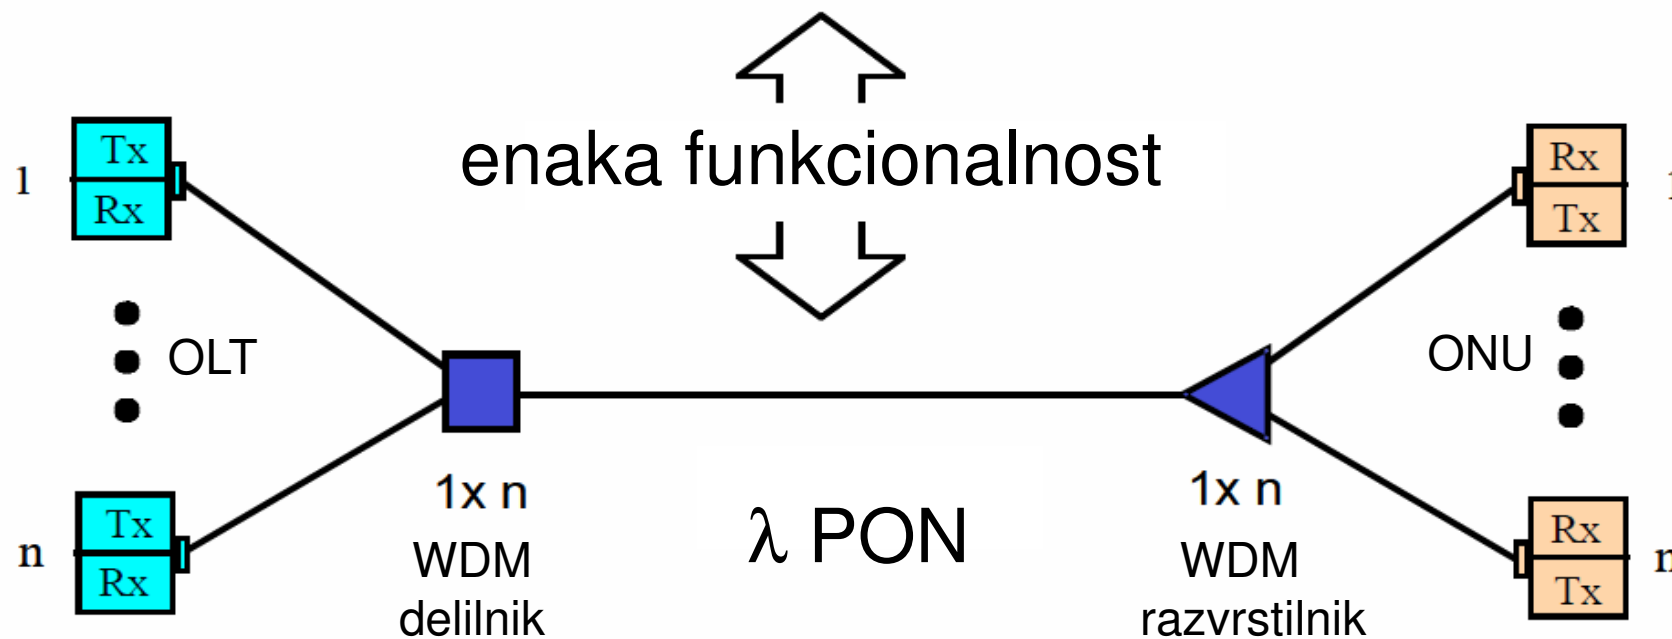 enaka funkcionalnost
1
Tx
Rx
Rx
Tx
1
OLT
ONU
n
Tx
Rx
Rx
Tx
n
1x n
WDM
delilnik
λ PON
1x n
WDM
razvrstilnik